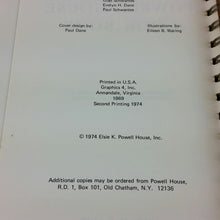 Evelyn H. Dane
Paul Schwantes
Cover design by:
Paul Dane
Illustrations by:
Eileen B. Waring
Printed in U.S.A.
Graphics 4, Inc.
Annandale, Virginia
1969
Second Printing 1974
© 1974 Elsie K. Powell House, Inc.
Additional copies may be ordered from Powell House,
R.D. 1, Box 101, Old Chatham, N.Y. 12136